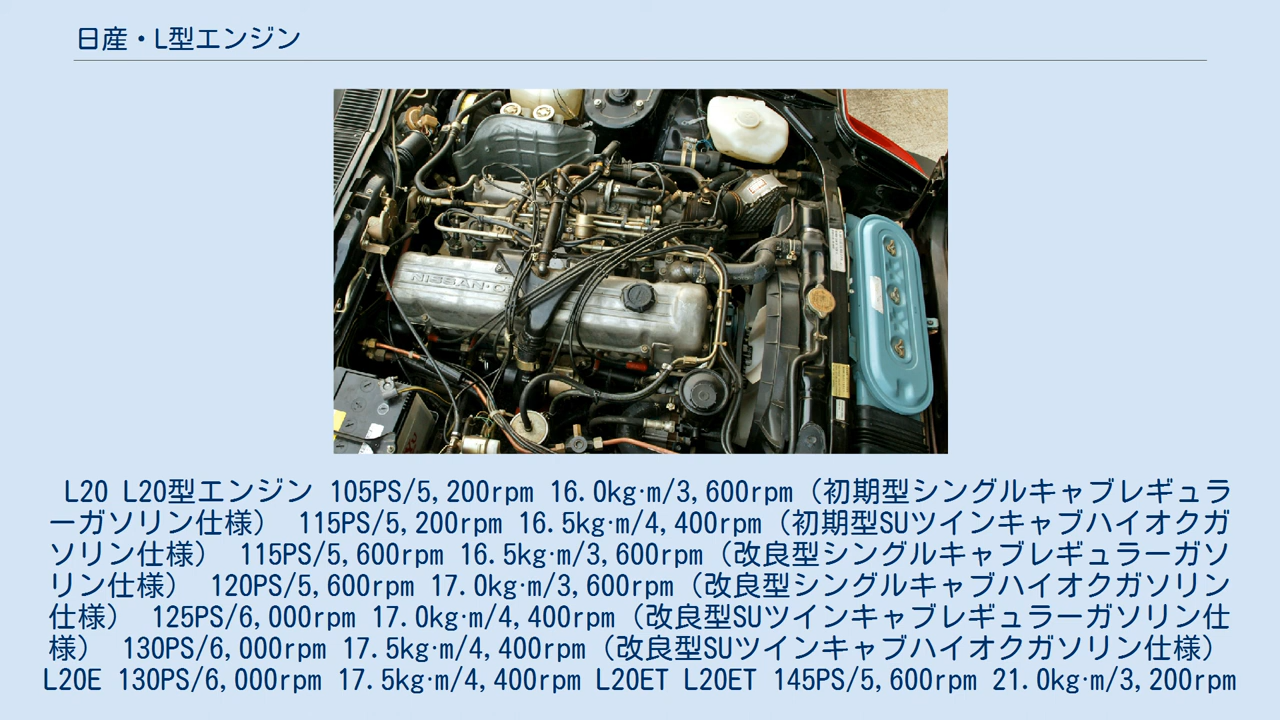 日産・L型エンジン
NISSAN・O
L20 L20型エンジン 105PS/5,200rpm 16.0kg·m/3,600rpm（初期型シングルキャブレギュラ
ーガソリン仕様） 115PS/5,200rpm 16.5kg·m/4,400rpm（初期型SUツインキャブハイオクガ
ソリン仕様） 115PS/5,600rpm 16.5kg·m/3,600rpm（改良型シングルキャブレギュラーガソ
リン仕様） 120PS/5,600rpm 17.0kg·m/3,600rpm（改良型シングルキャブハイオクガソリン
仕様） 125PS/6,000rpm 17.0kg·m/4,400rpm（改良型SUツインキャブレギュラーガソリン仕
様） 130PS/6,000rpm 17.5kg·m/4,400rpm（改良型SUツインキャブハイオクガソリン仕様）
L20E 130PS/6,000rpm 17.5kg·m/4,400rpm L20ET L20ET 145PS/5,600rpm 21.0kg·m/3,200rpm